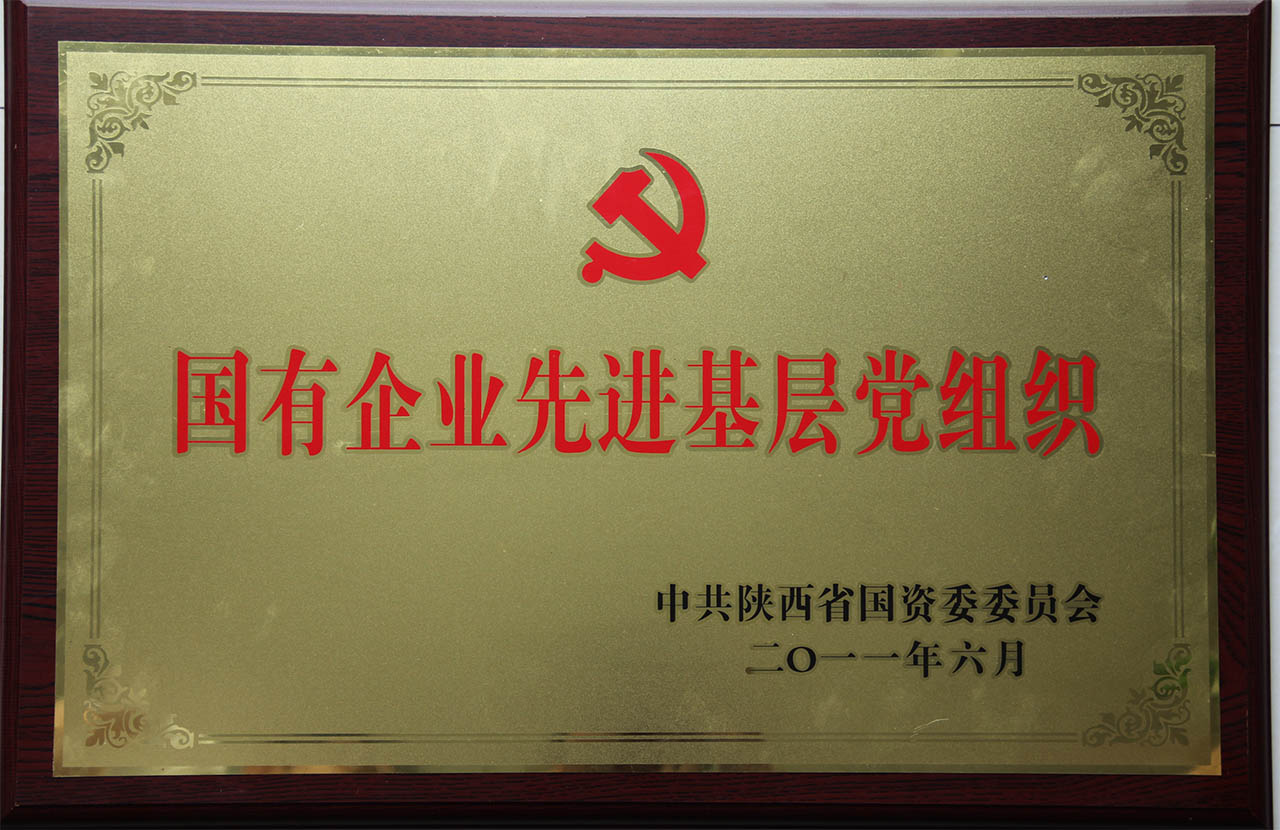 国有企业先进基层党组织
中共陕西省国资委委员会
二〇一一年六月